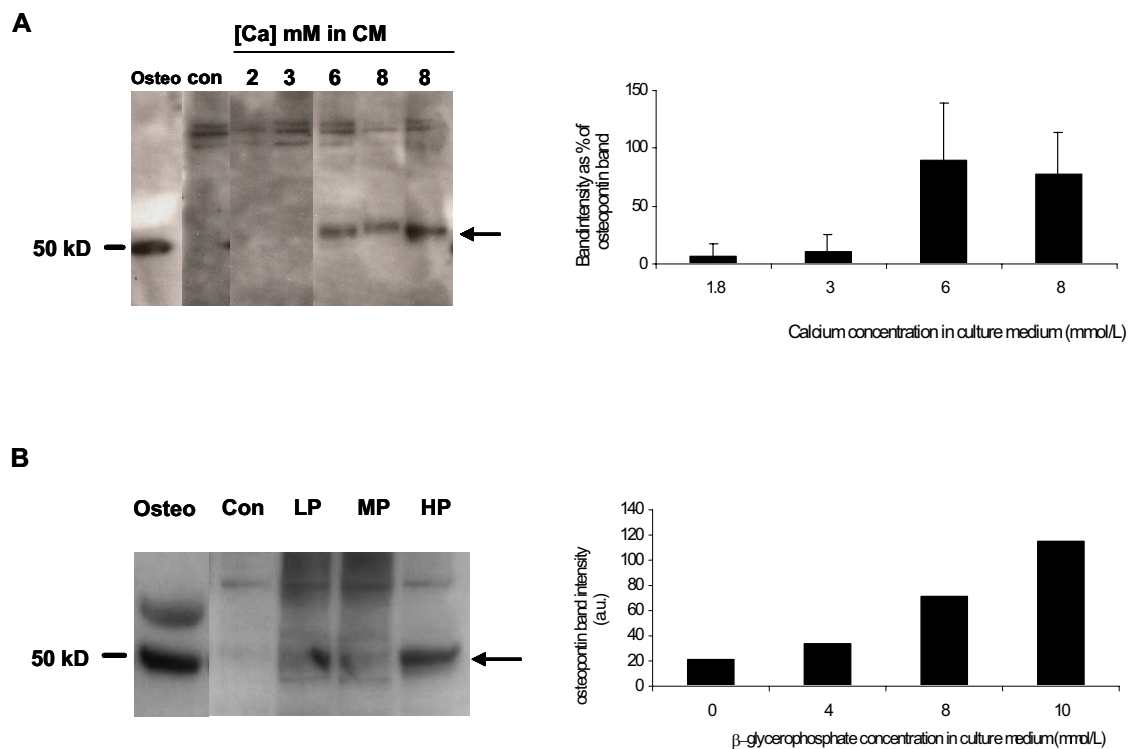 A
[Ca] mM in CM
Osteo con 2 3 6 8 8
50 kD
150
100
50
0
Band intensity as % of
osteopontin band
1.8 3 6 8
Calcium concentration in culture medium (mmol/L)
B
Osteo Con LP MP HP
50 kD
140
120
100
80
60
40
20
0
osteopontin band intensity
(a.u.)
0 4 8 10
β–glycerophosphate concentration in culture medium (mmol/L)